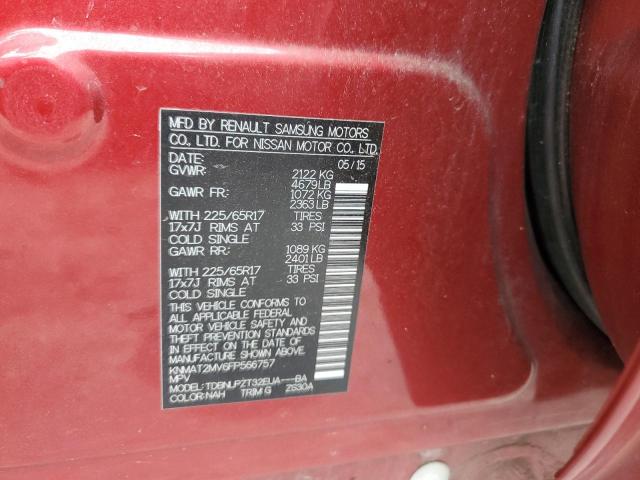 MFD BY RENAULT SAMSUNG MOTORS
CO., LTD. FOR NISSAN MOTOR CO., LTD.
DATE: 05/15
GVWR: 2122 KG
4679 LB
GAWR FR: 1072 KG
2363 LB
WITH 225/65R17 TIRES
17x7J RIMS AT 33 PSI
COLD SINGLE
GAWR RR: 1089 KG
2401 LB
WITH 225/65R17 TIRES
17x7J RIMS AT 33 PSI
COLD SINGLE
THIS VEHICLE CONFORMS TO
ALL APPLICABLE FEDERAL
MOTOR VEHICLE SAFETY AND
THEFT PREVENTION STANDARDS
IN EFFECT ON THE DATE OF
MANUFACTURE SHOWN ABOVE.
KNMAT2MV6FP566757
MPV
MODEL: TDBNLPZT32EUA---BA
COLOR: NAH TRIM G ZS30A